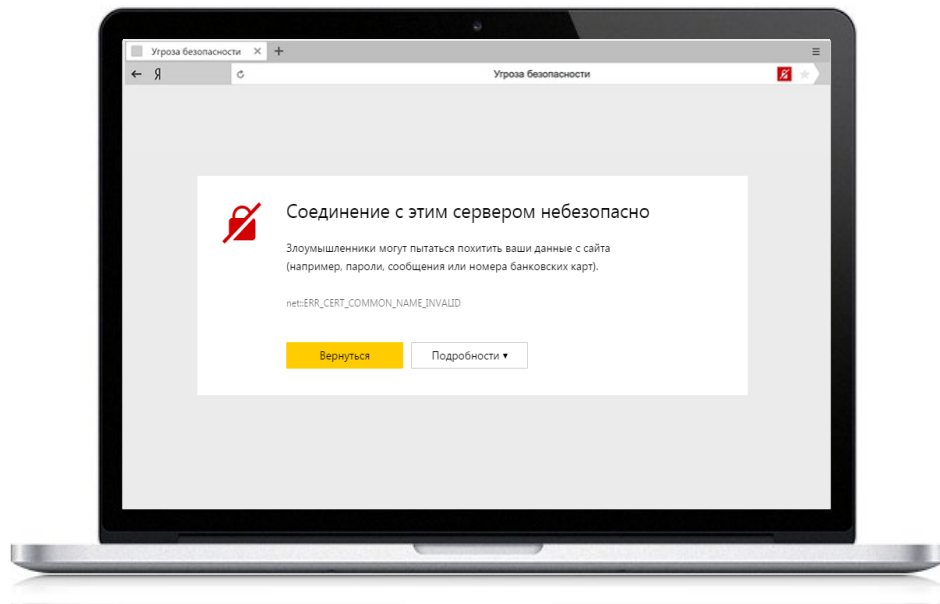 Угроза безопасности
Я
Угроза безопасности
Соединение с этим сервером небезопасно
Злоумышленники могут пытаться похитить ваши данные с сайта
(например, пароли, сообщения или номера банковских карт).
net::ERR_CERT_COMMON_NAME_INVALID
Вернуться
Подробности